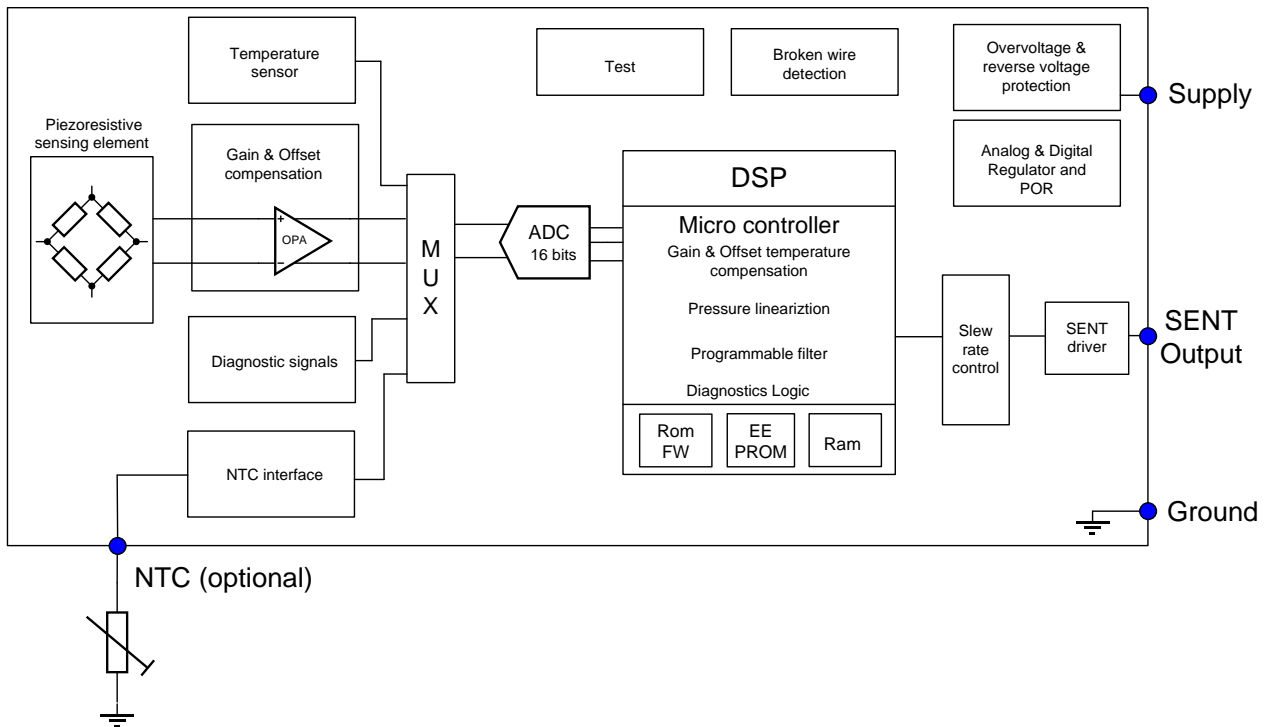 Temperature
sensor
Test
Broken wire
detection
Overvoltage &
reverse voltage
protection
Supply
Piezoresistive
sensing element
Gain & Offset
compensation
+
OPA
−
Analog & Digital
Regulator and
POR
M
U
X
ADC
16 bits
DSP
Micro controller
Gain & Offset temperature
compensation
Pressure lineariztion
Programmable filter
Diagnostics Logic
Rom
FW
EE
PROM
Ram
Slew
rate
control
SENT
driver
SENT
Output
Diagnostic signals
NTC interface
Ground
NTC (optional)